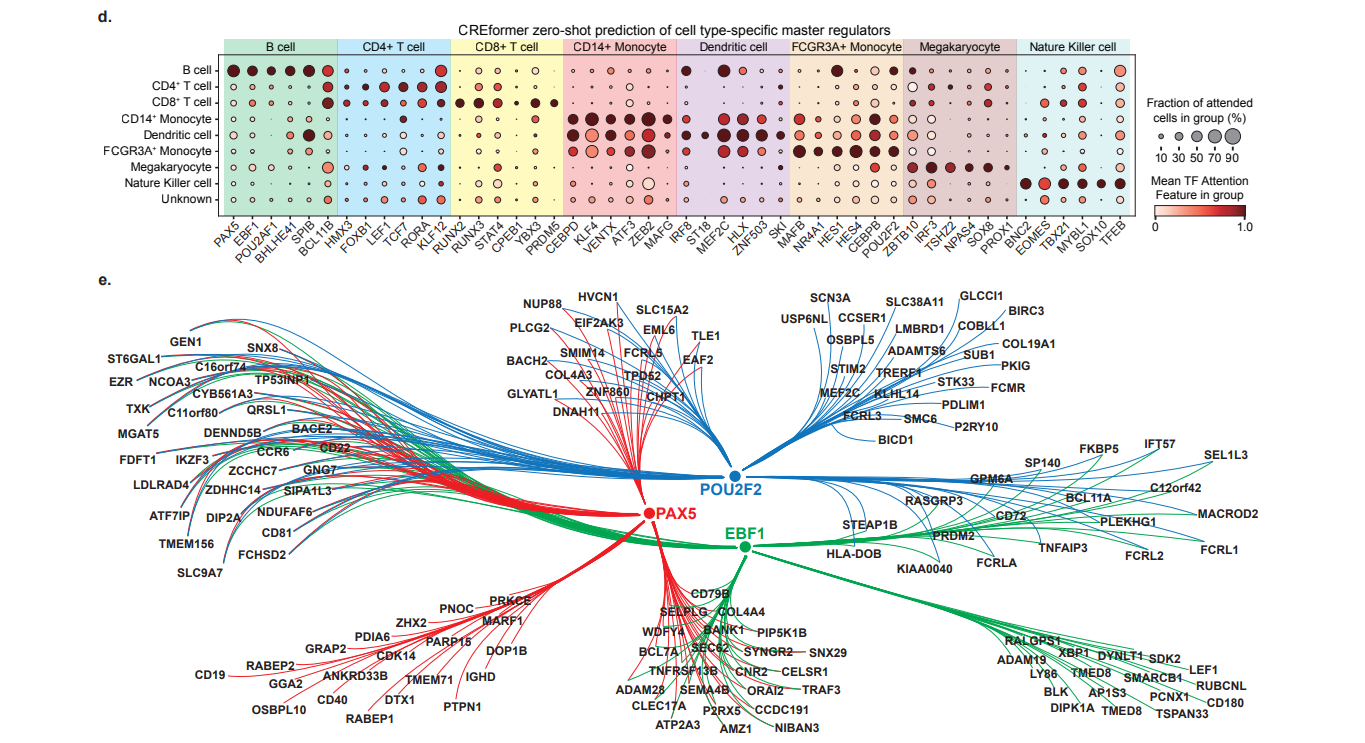 d.
CREformer zero-shot prediction of cell type-specific master regulators
B cell CD4+ T cell CD8+ T cell CD14+ Monocyte Dendritic cell FCGR3A+ Monocyte Megakaryocyte Nature Killer cell
B cell
CD4+ T cell
CD8+ T cell
CD14+ Monocyte
Dendritic cell
FCGR3A+ Monocyte
Megakaryocyte
Nature Killer cell
Unknown
Fraction of attended
cells in group (%)
10 30 50 70 90
Mean TF Attention
Feature in group
0 1.0
PAX5 EBF1 POU2AF1 BHLHE41 SPIB BCL11B HMX3 FOXB1 LEF1 TCF7 RORA KLF12 RUNX2 RUNX3 STAT4 CPEB1 YBX3 PRDM5 CEBPD KLF4 VENTX ATF3 ZEB2 MAFG IRF8 ST18 MEF2C HLX ZNF503 SKI MAFB NR4A1 HES1 HES4 CEBPB POU2F2 ZBTB10 IRF3 TSHZ2 NPAS4 SOX8 PROX1 BNC2 EOMES TBX21 MYBL1 SOX10 TFEB
e.
GEN1
SNX8
ST6GAL1
C16orf74
EZR
NCOA3
TP53INP1
CYB561A3
TXK
C11orf80
QRSL1
MGAT5
DENND5B
BACE2
FDFT1
IKZF3
CCR6
CD22
ZCCHC7
GNG7
LDLRAD4
ZDHHC14
SIPA1L3
ATF7IP
DIP2A
NDUFAF6
TMEM156
CD81
FCHSD2
SLC9A7
NUP88
HVCN1
SLC15A2
PLCG2
EIF2AK3
EML6
TLE1
BACH2
SMIM14
FCRL5
EAF2
COL4A3
TPD52
GLYATL1
ZNF860
CHPT1
DNAH11
SCN3A
SLC38A11
GLCCI1
USP6NL
CCSER1
BIRC3
OSBPL5
LMBRD1
COBLL1
ADAMTS6
COL19A1
STIM2
TRERF1
SUB1
PKIG
MEF2C
KLHL14
STK33
FCMR
PDLIM1
FCRL3
SMC6
P2RY10
BICD1
POU2F2
PAX5
EBF1
SP140
FKBP5
IFT57
SEL1L3
GPM6A
C12orf42
RASGRP3
BCL11A
CD72
MACROD2
STEAP1B
PLEKHG1
PRDM2
HLA-DOB
TNFAIP3
FCRL2
FCRL1
KIAA0040
FCRLA
PRKCE
PNOC
ZHX2
MARF1
PDIA6
PARP15
GRAP2
CDK14
DOP1B
RABEP2
CD19
ANKRD33B
TMEM71
IGHD
GGA2
CD40
DTX1
PTPN1
OSBPL10
RABEP1
CD79B
SELPLG
COL4A4
WDFY4
BANK1
PIP5K1B
BCL7A
SEC62
SYNGR2
SNX29
TNFRSF13B
CNR2
CELSR1
ADAM28
SEMA4B
ORAI2
TRAF3
CLEC17A
P2RX5
CCDC191
ATP2A3
AMZ1
NIBAN3
RALGPS1
XBP1
DYNLT1
SDK2
ADAM19
LY86
TMED8
SMARCB1
LEF1
BLK
AP1S3
PCNX1
RUBCNL
DIPK1A
TMED8
TSPAN33
CD180